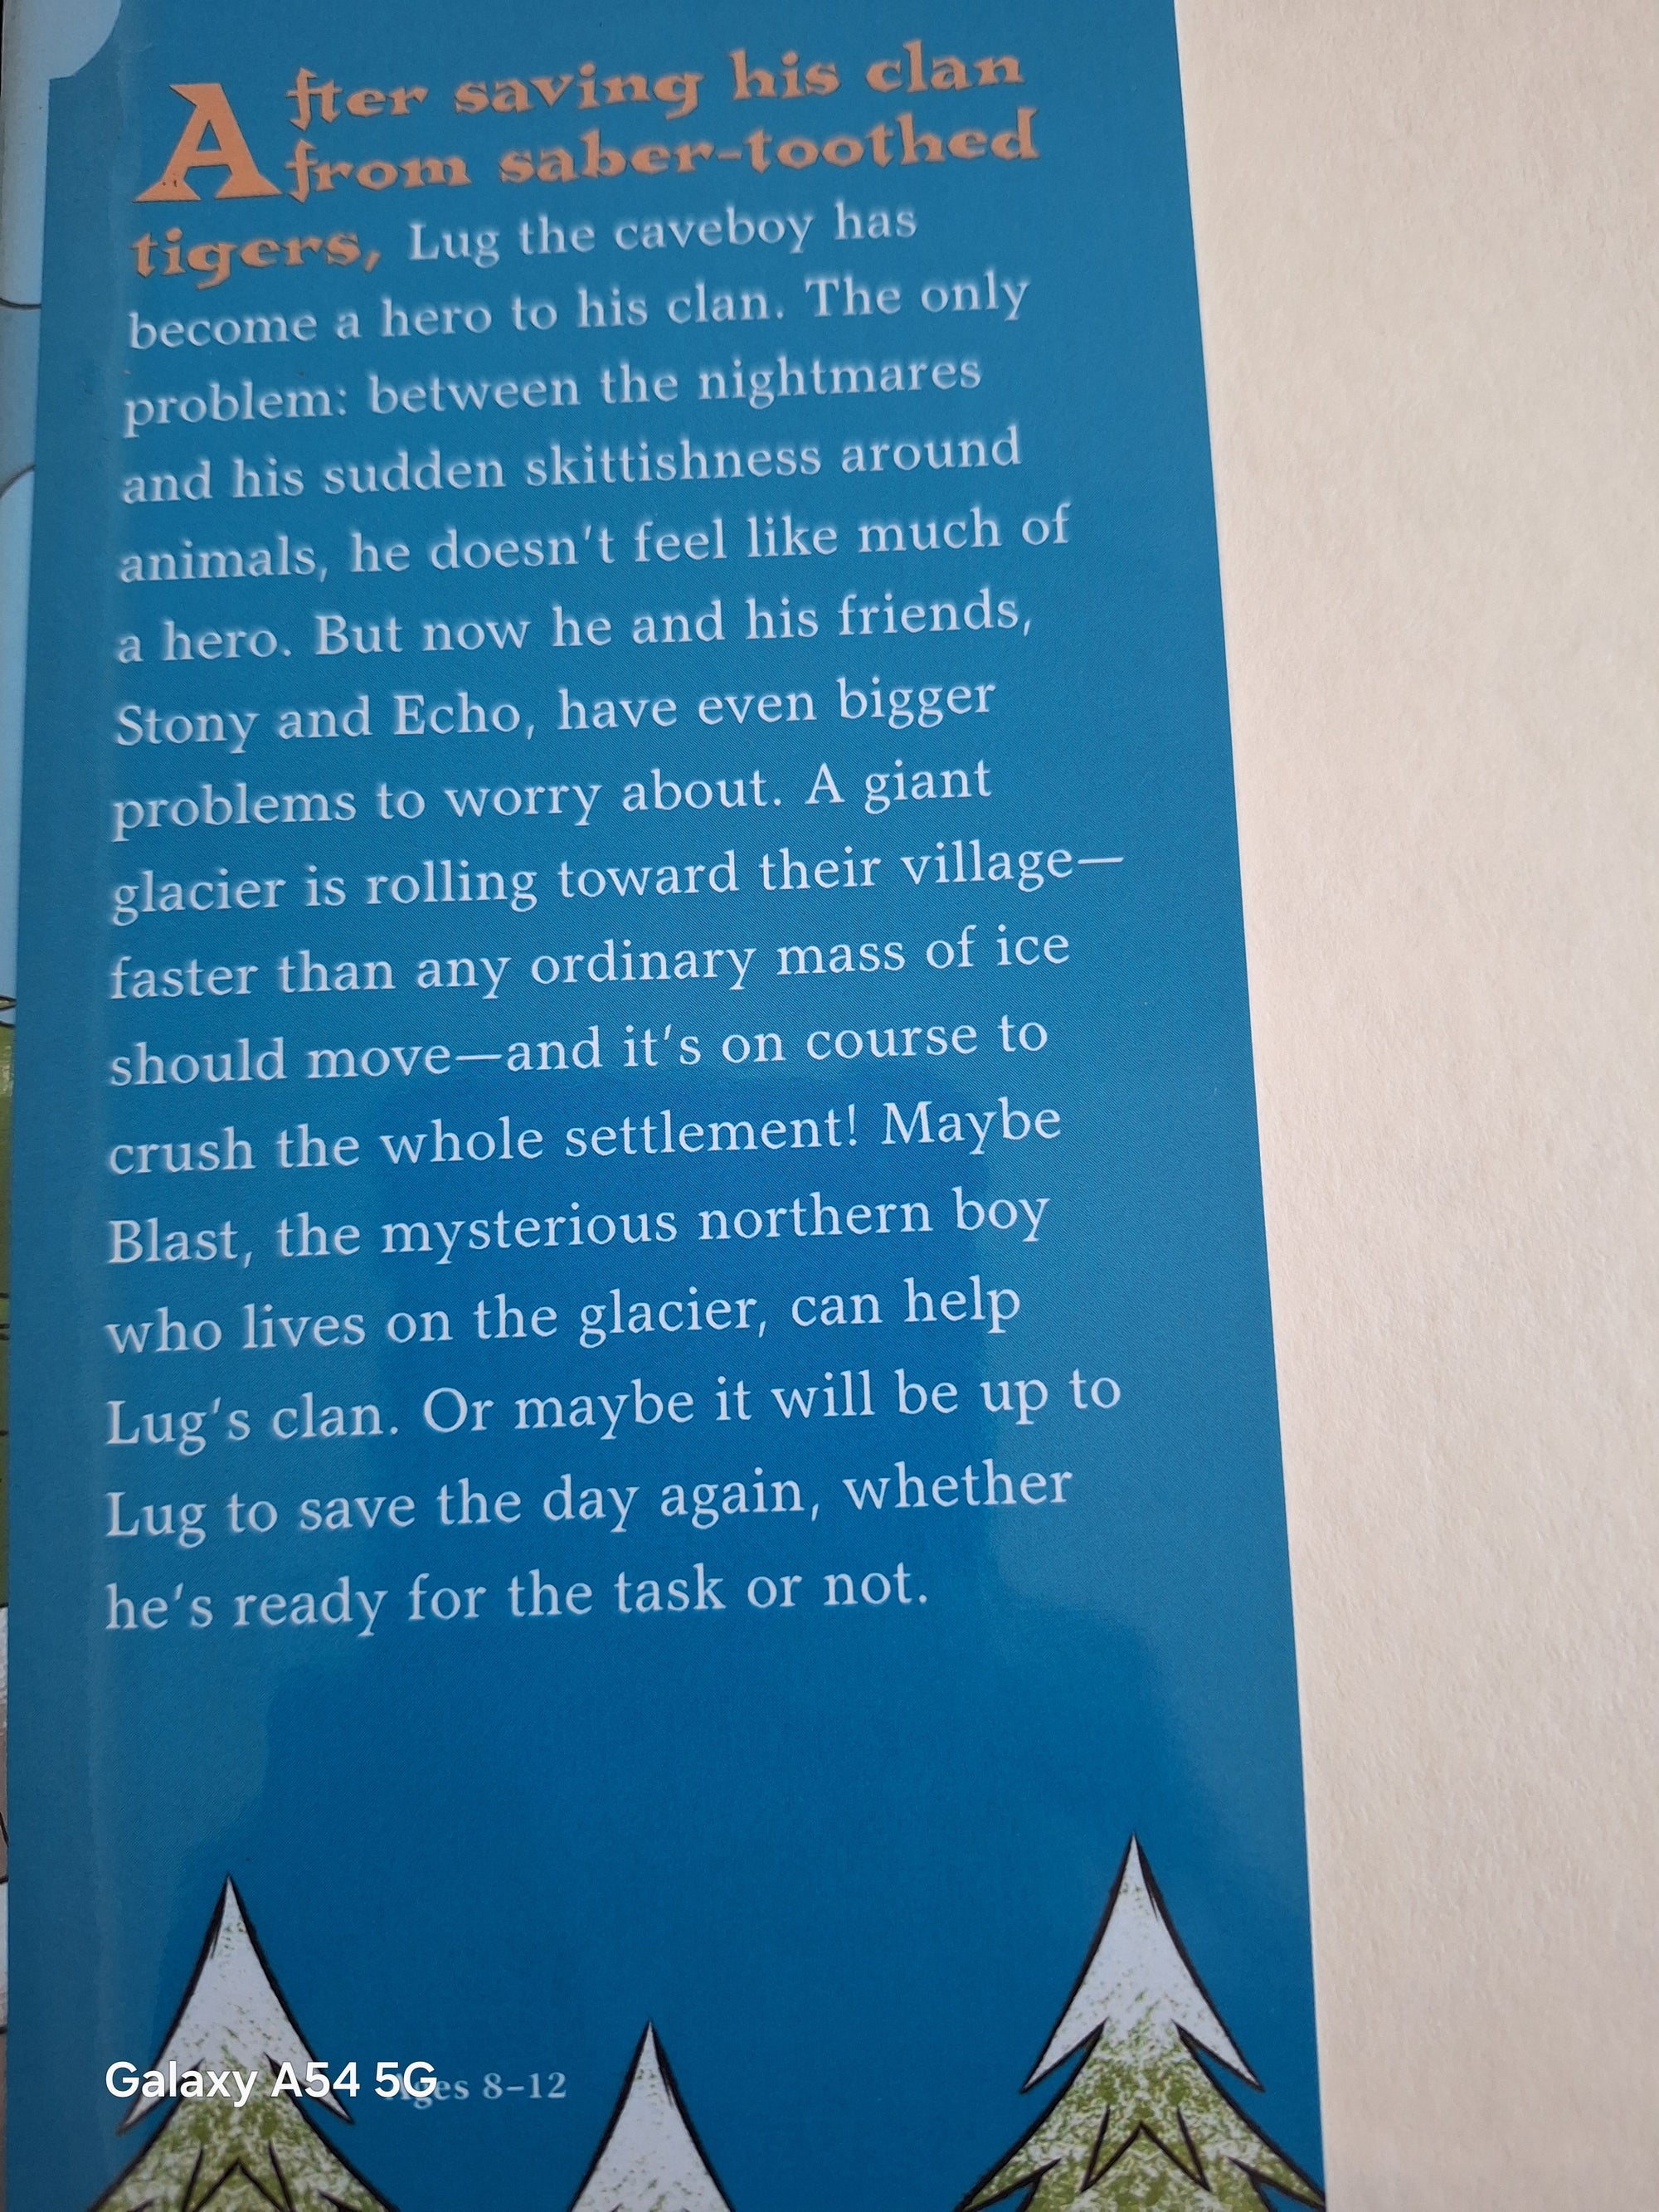 After saving his clan
from saber-toothed
tigers, Lug the caveboy has
become a hero to his clan. The only
problem: between the nightmares
and his sudden skittishness around
animals, he doesn't feel like much of
a hero. But now he and his friends,
Stony and Echo, have even bigger
problems to worry about. A giant
glacier is rolling toward their village—
faster than any ordinary mass of ice
should move—and it's on course to
crush the whole settlement! Maybe
Blast, the mysterious northern boy
who lives on the glacier, can help
Lug's clan. Or maybe it will be up to
Lug to save the day again, whether
he's ready for the task or not.
Galaxy A54 5G
Ages 8–12